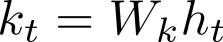 k_t = W_k h_t